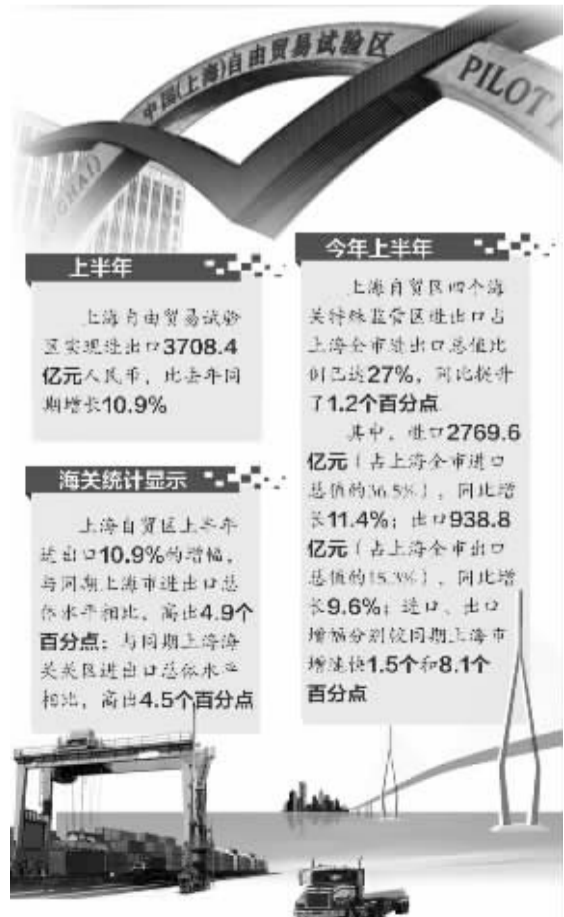 中国(上海)自由贸易试验区
PILOT
GHAI)
上半年
上海自由贸易试验
区实现进出口3708.4
亿元人民币，比去年同
期增长10.9%
海关统计显示
上海自贸区上半年
进出口10.9%的增幅，
与同期上海市进出口总
体水平相比，高出4.9个
百分点；与同期上海海
关关区进出口总体水平
相比，高出4.5个百分点
今年上半年
上海自贸区四个海
关特殊监管区进出口占
上海全市进出口总值比
例已达27%，同比提升
了1.2个百分点
其中，进口2769.6
亿元（占上海全市进口
总值的36.5%），同比增
长11.4%；出口938.8
亿元（占上海全市出口
总值的15.3%），同比增
长9.6%；进口、出口
增幅分别较同期上海市
增速快1.5个和8.1个
百分点